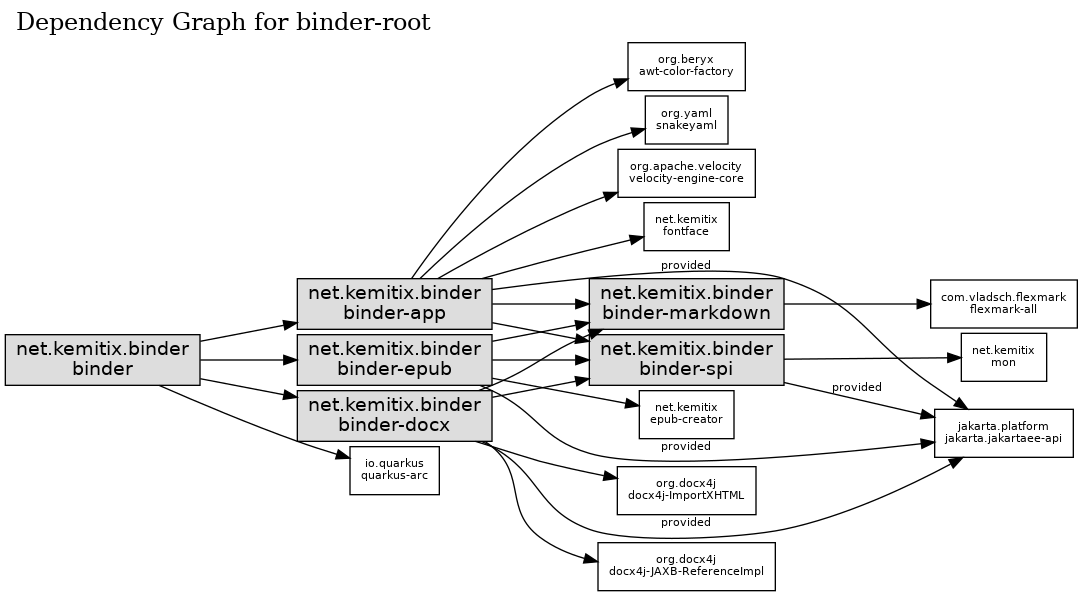 Dependency Graph for binder-root
org.beryx
awt-color-factory
org.yaml
snakeyaml
org.apache.velocity
velocity-engine-core
net.kemitix
fontface
provided
net.kemitix.binder
binder-app
net.kemitix.binder
binder-markdown
com.vladsch.flexmark
flexmark-all
net.kemitix.binder
binder
net.kemitix.binder
binder-epub
net.kemitix.binder
binder-spi
net.kemitix
mon
provided
net.kemitix.binder
binder-docx
net.kemitix
epub-creator
jakarta.platform
jakarta.jakartaee-api
provided
io.quarkus
quarkus-arc
org.docx4j
docx4j-ImportXHTML
provided
org.docx4j
docx4j-JAXB-ReferenceImpl